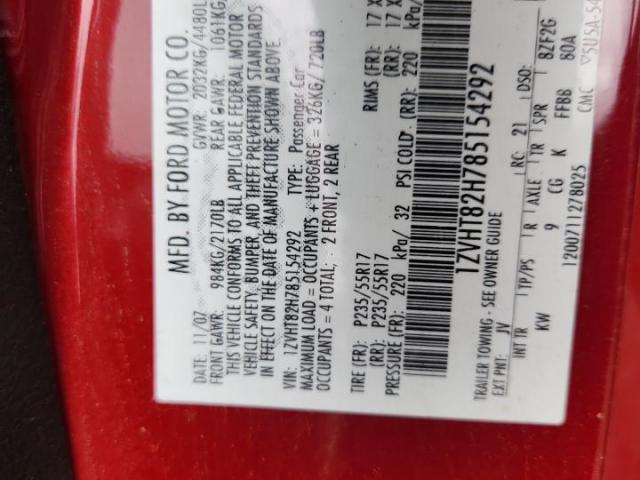 MFD. BY FORD MOTOR CO.
DATE: 11/07 GVWR: 2032KG/4480L
FRONT GAWR: 984KG/2170LB REAR GAWR: 1061KG
THIS VEHICLE CONFORMS TO ALL APPLICABLE FEDERAL MOTOR
VEHICLE SAFETY, BUMPER, AND THEFT PREVENTION STANDARDS
IN EFFECT ON THE DATE OF MANUFACTURE SHOWN ABOVE
VIN: 1ZVHT82H785154292 TYPE: Passenger Car
MAXIMUM LOAD = OCCUPANTS + LUGGAGE = 326KG/ 720LB
OCCUPANTS = 4 TOTAL, 2 FRONT, 2 REAR
TIRE (FR): P235/55R17 RIMS (FR): 17 X
(RR): P235/55R17 (RR): 17 X
PRESSURE (FR): 220 kPa/ 32 PSI COLD (RR): 220 kPa/
1ZVHT82H785154292
TRAILER TOWING - SEE OWNER GUIDE
EXT PNT: JV RC: 21 DSO:
INT TR TP/PS R AXLE TR SPR
KW 9 CG K FFBB 8ZF2G 80A
1200711278025 CMC